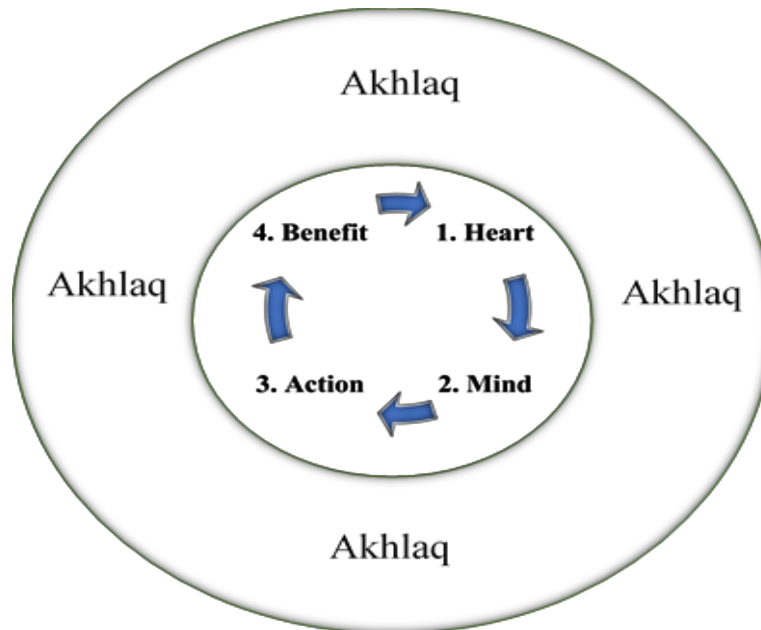 Akhlaq
4. Benefit
1. Heart
Akhlaq
Akhlaq
3. Action
2. Mind
Akhlaq